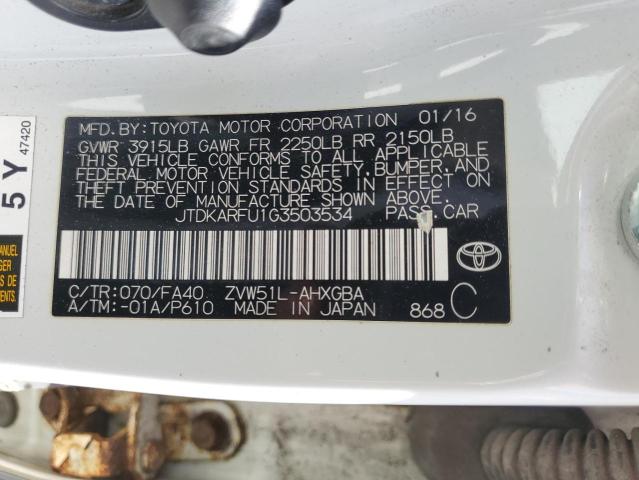 MFD. BY: TOYOTA MOTOR CORPORATION 01/16
GVWR 3915LB GAWR FR 2250LB RR 2150LB
THIS VEHICLE CONFORMS TO ALL APPLICABLE
FEDERAL MOTOR VEHICLE SAFETY, BUMPER, AND
THEFT PREVENTION STANDARDS IN EFFECT ON
THE DATE OF MANUFACTURE SHOWN ABOVE.
JTDKARFU1G3503534 PASS. CAR
C/TR: 070/FA40 ZVW51L-AHXGBA
A/TM: -01A/P610 MADE IN JAPAN 868 C
5 Y
47420